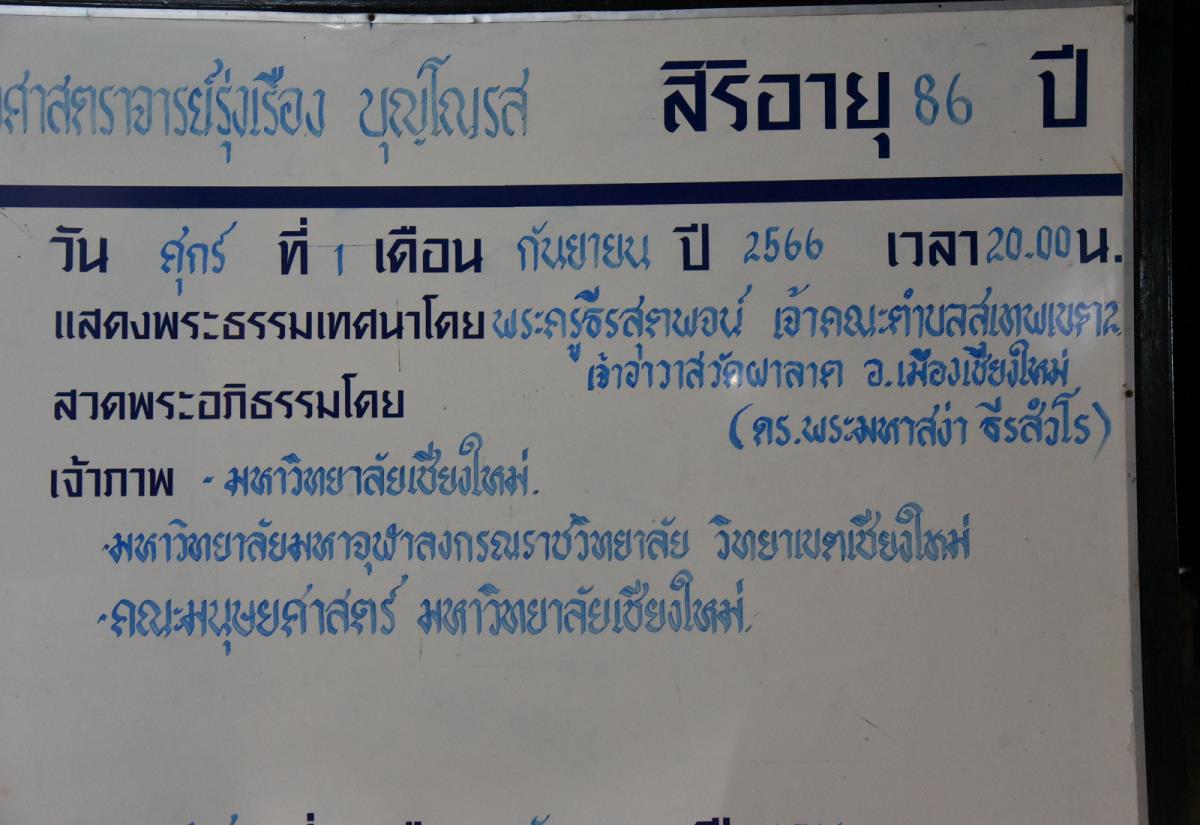 ศาสตราจารย์รุ่งเรือง บุญโญรส สิริอายุ 86 ปี
วัน ศุกร์ ที่ 1 เดือน กันยายน ปี 2566 เวลา 20.00 น.
แสดงพระธรรมเทศนาโดย พระครูธีรสุตพจน์ เจ้าคณะตำบลสุเทพเขต 2
เจ้าอาวาสวัดผาลาด อ.เมืองเชียงใหม่
สวดพระอภิธรรมโดย
(ดร.พระมหาสง่า ธีรสํวโร)
เจ้าภาพ - มหาวิทยาลัยเชียงใหม่.
- มหาวิทยาลัยมหาจุฬาลงกรณราชวิทยาลัย วิทยาเขตเชียงใหม่
- คณะมนุษยศาสตร์ มหาวิทยาลัยเชียงใหม่.